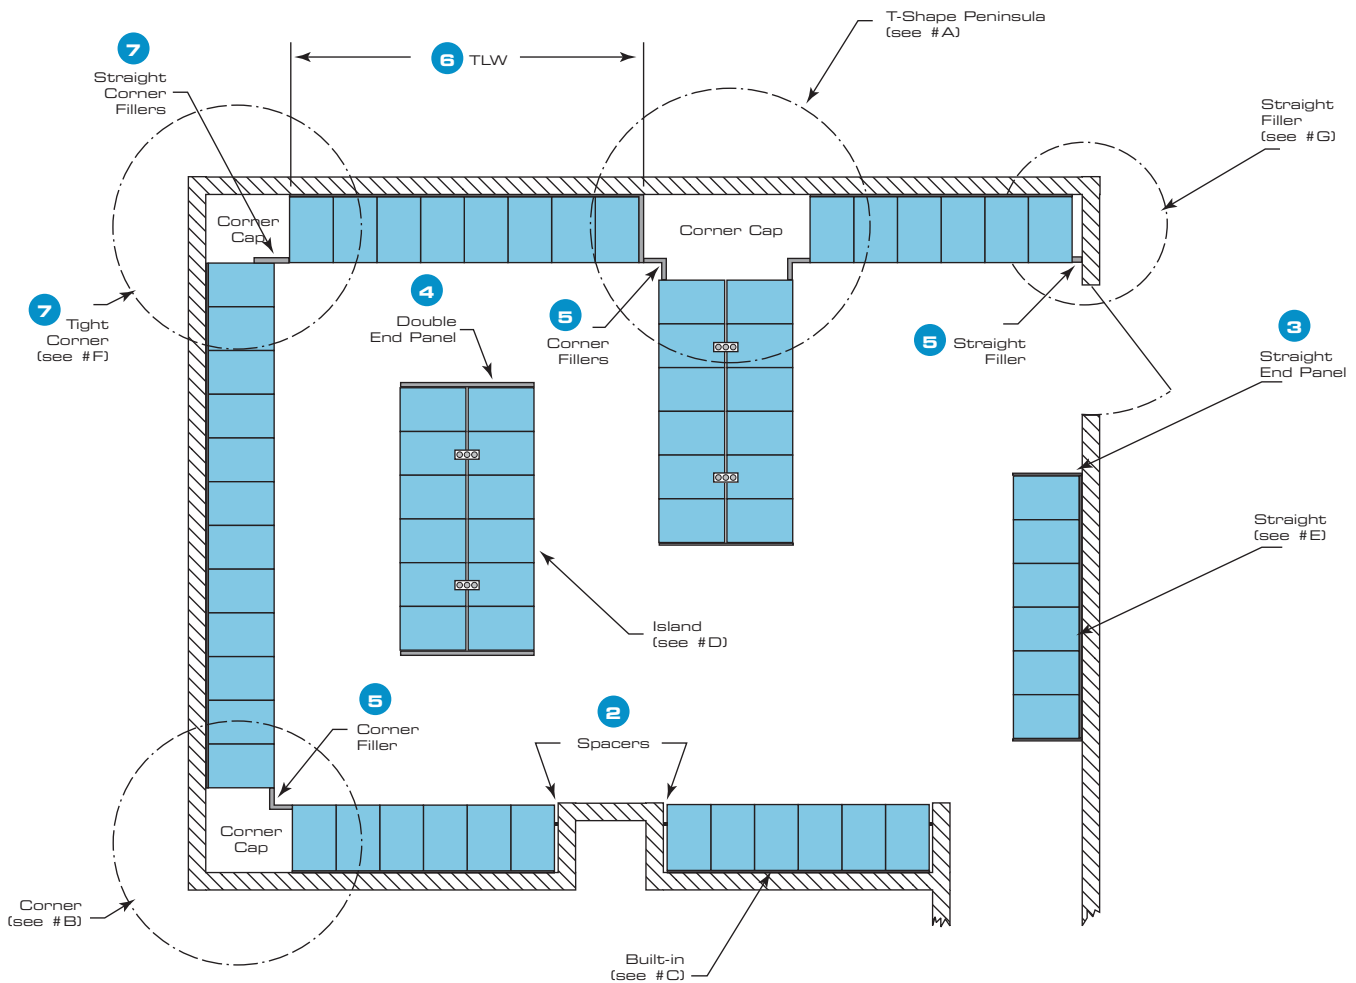 T-Shape Peninsula
(see #A)
7
Straight
Corner
Fillers
6 TLW
Straight
Filler
(see #G)
Corner
Cap
Corner Cap
7
Tight
Corner
(see #F)
4
Double
End Panel
5
Corner
Fillers
5
Straight
Filler
3
Straight
End Panel
Straight
(see #E)
Island
(see #D)
5
Corner
Filler
2
Spacers
Corner
Cap
Corner
(see #B)
Built-in
(see #C)